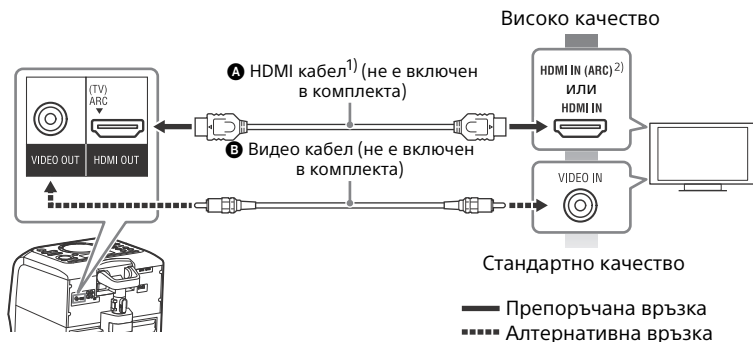 Високо качество
(TV)
ARC
VIDEO OUT
HDMI OUT
A HDMI кабел1) (не е включен
в комплекта)
B Видео кабел (не е включен
в комплекта)
HDMI IN (ARC)2)
или
HDMI IN
VIDEO IN
Стандартно качество
Препоръчана връзка
Алтернативна връзка